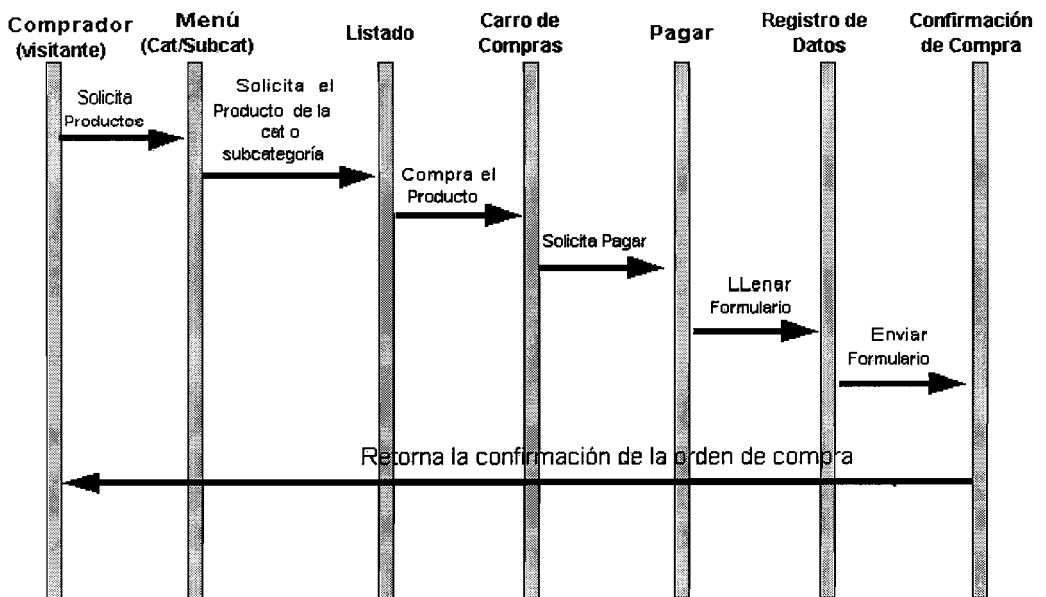 Comprador
(visitante)
Menú
(Cat/Subcat)
Listado
Carro de
Compras
Pagar
Registro de
Datos
Confirmación
de Compra
Solicita
Productos
Solicita el
Producto de la
cat o
subcategoría
Compra el
Producto
Solicita Pagar
LLenar
Formulario
Enviar
Formulario
Retorna la confirmación de la orden de compra